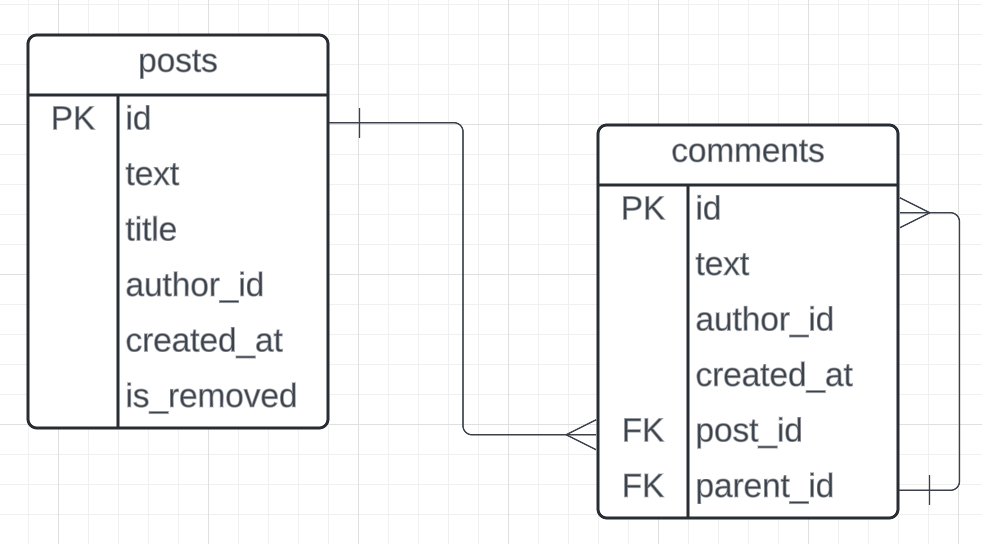 posts
PK id
text
title
author_id
created_at
is_removed
comments
PK id
text
author_id
created_at
FK post_id
FK parent_id